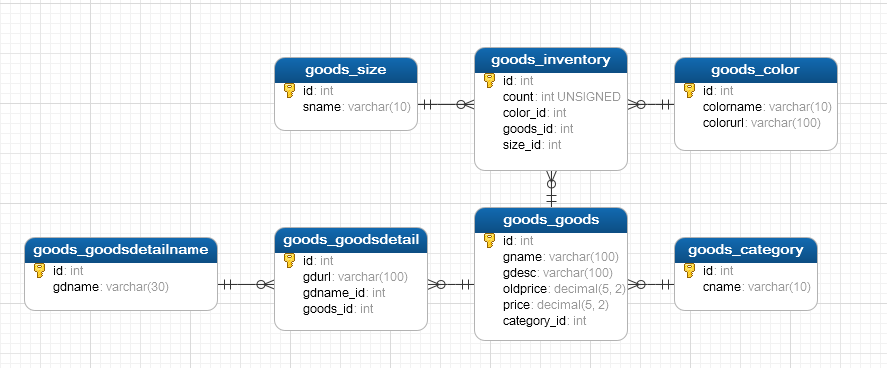 goods_size
id: int
sname: varchar(10)
goods_inventory
id: int
count: int UNSIGNED
color_id: int
goods_id: int
size_id: int
goods_color
id: int
colorname: varchar(10)
colorurl: varchar(100)
goods_goodsdetailname
id: int
gdname: varchar(30)
goods_goodsdetail
id: int
gdurl: varchar(100)
gdname_id: int
goods_id: int
goods_goods
id: int
gname: varchar(100)
gdesc: varchar(100)
oldprice: decimal(5, 2)
price: decimal(5, 2)
category_id: int
goods_category
id: int
cname: varchar(10)